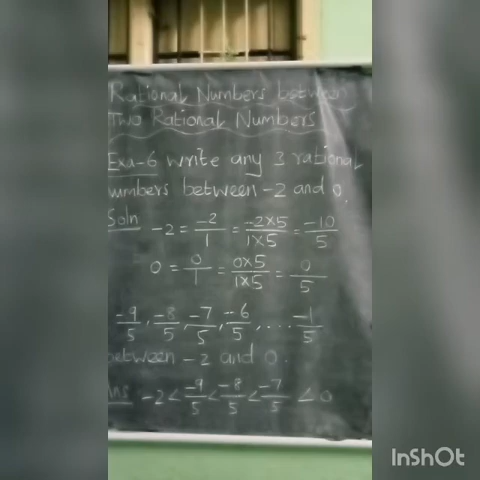 Rational Numbers between
Two Rational Numbers
Exa-6 write any 3 rational
numbers between -2 and 0.
Soln -2 = -2/1 = -2×5/1×5 = -10/5
0 = 0/1 = 0×5/1×5 = 0/5
-9/5, -8/5, -7/5, -6/5, ... -1/5
between -2 and 0.
Ans -2 < -9/5 < -8/5 < -7/5 < 0
InShOt